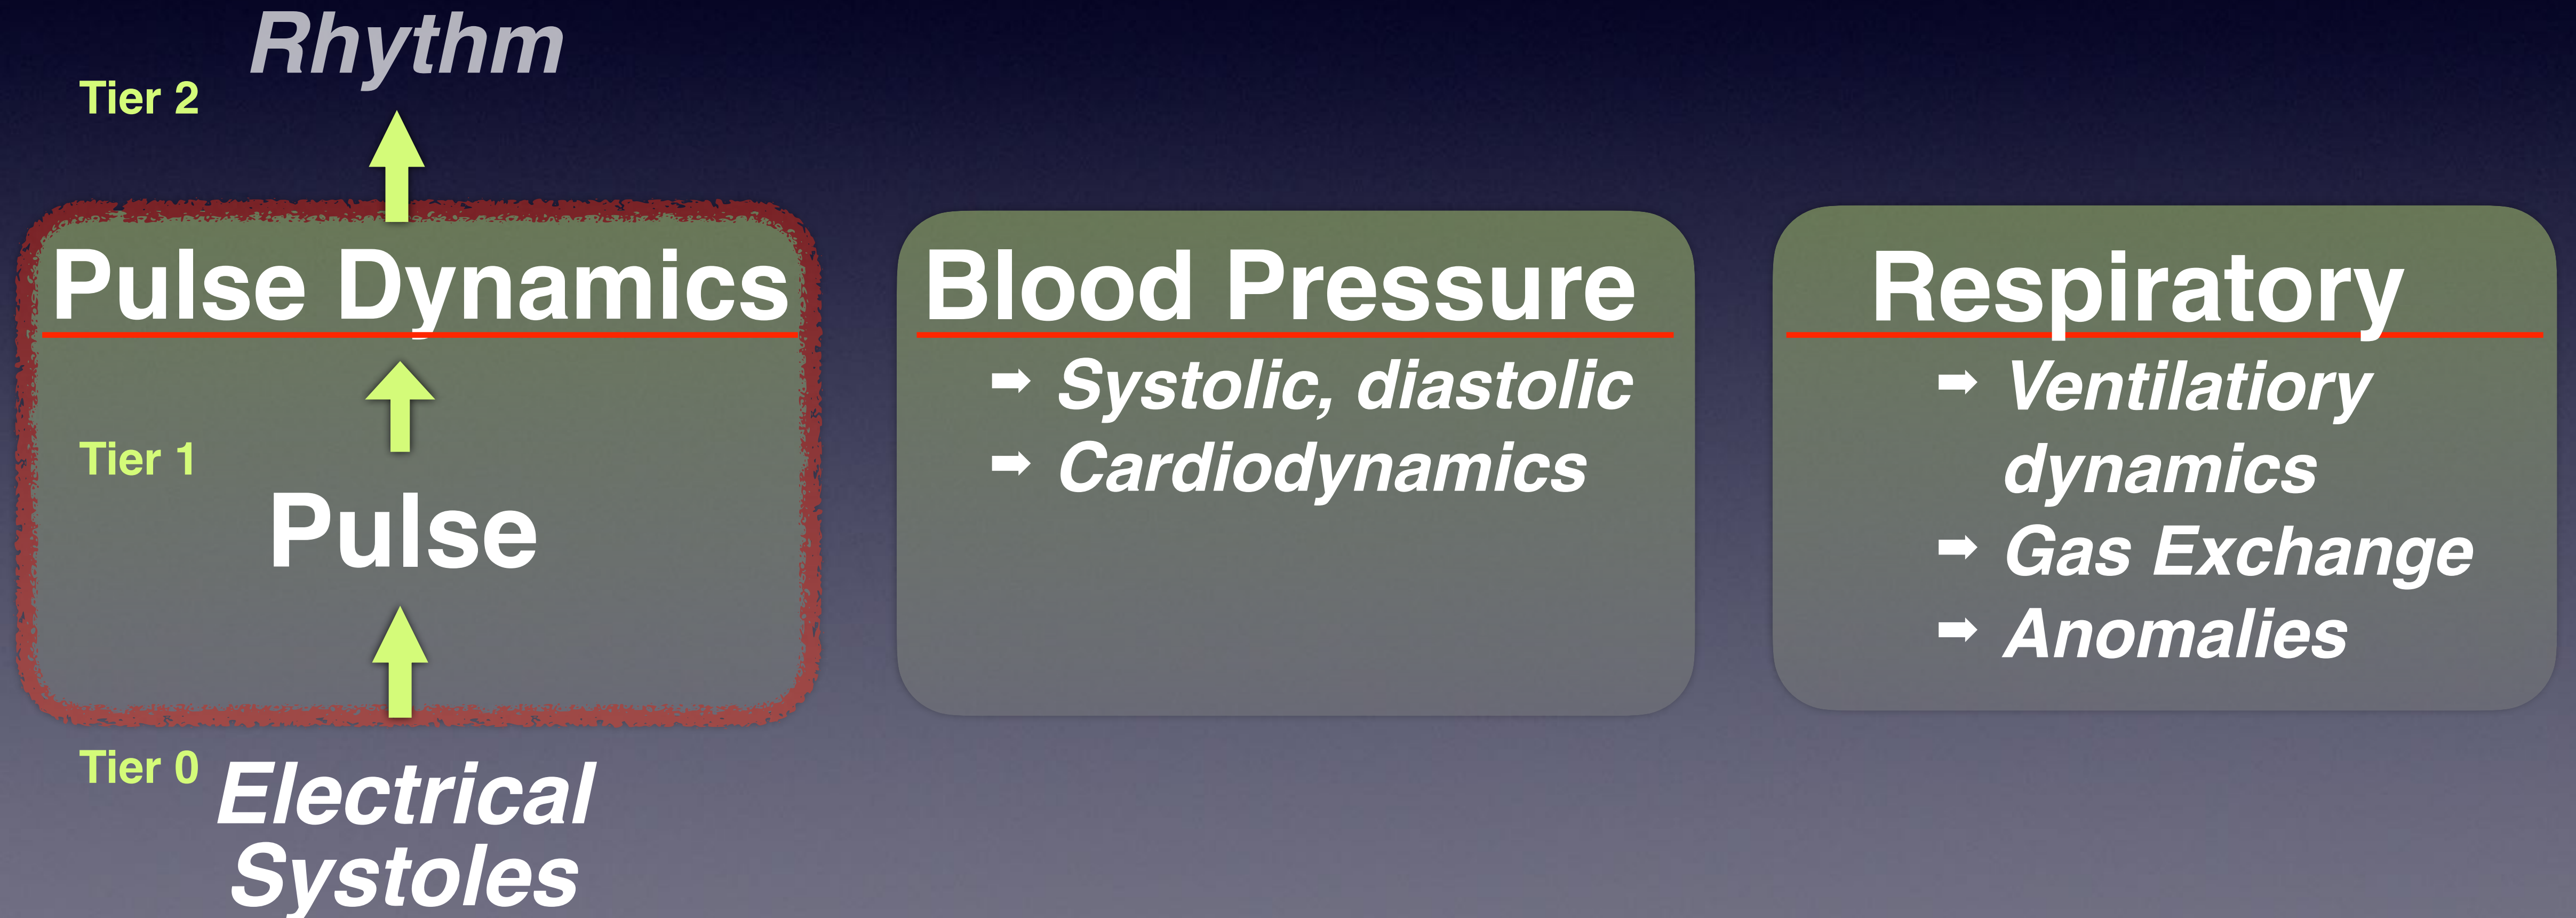 Rhythm
Tier 2
Pulse Dynamics
Tier 1
Pulse
Tier 0
Electrical
Systoles
Blood Pressure
➡ Systolic, diastolic
➡ Cardiodynamics
Respiratory
➡ Ventilatiory
dynamics
➡ Gas Exchange
➡ Anomalies